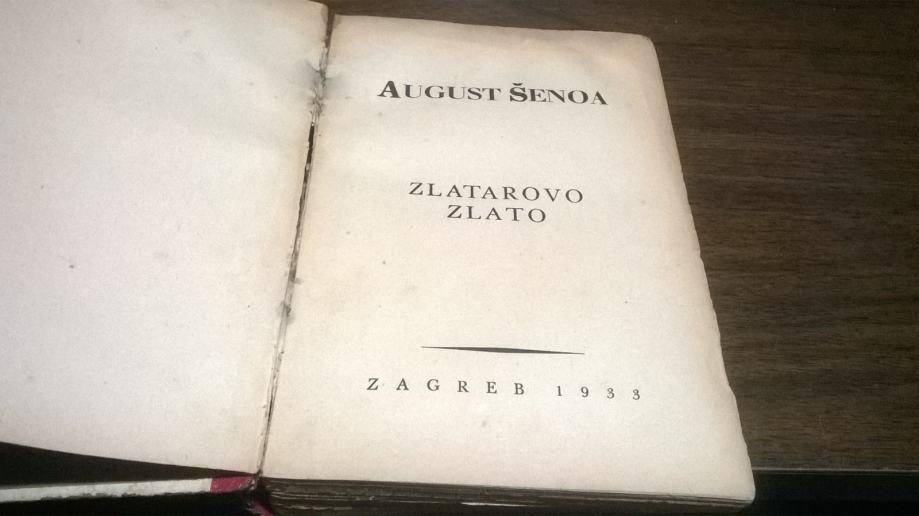 AUGUST ŠENOA
ZLATAROVO
ZLATO
ZAGREB 1933